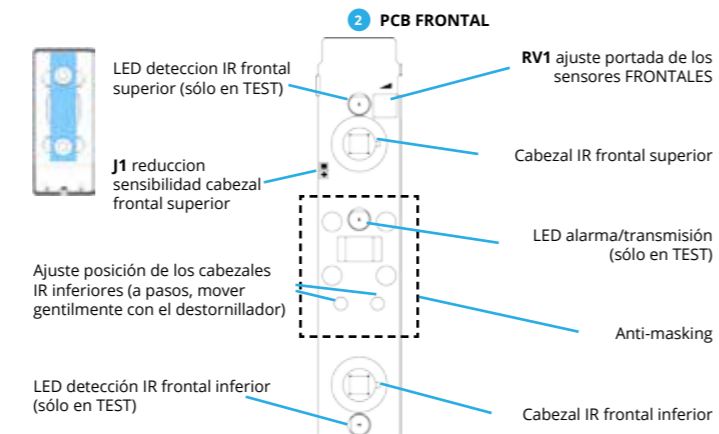 2 PCB FRONTAL
LED deteccion IR frontal
superior (sólo en TEST)
J1 reduccion
sensibilidad cabezal
frontal superior
Ajuste posición de los cabezales
IR inferiores (a pasos, mover
gentilmente con el destornillador)
LED detección IR frontal inferior
(sólo en TEST)
RV1 ajuste portada de los
sensores FRONTALES
Cabezal IR frontal superior
LED alarma/transmisión
(sólo en TEST)
Anti-masking
Cabezal IR frontal inferior